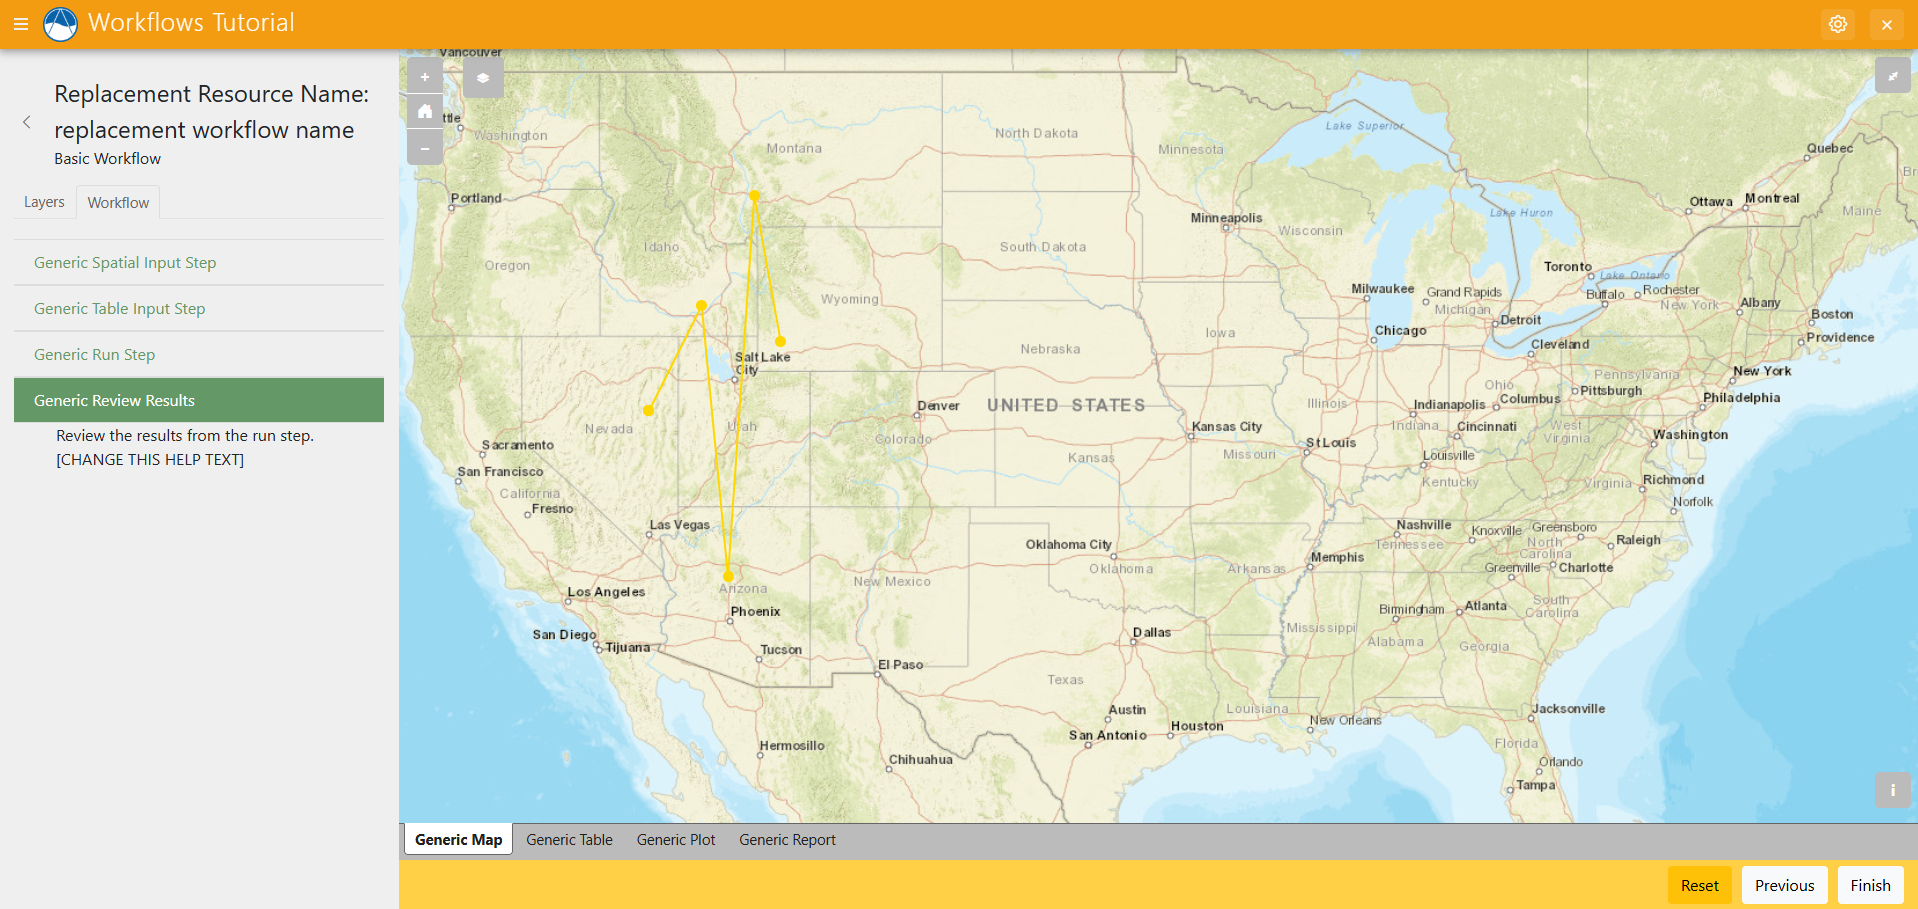 Workflows Tutorial
Replacement Resource Name:
replacement workflow name
Basic Workflow
Layers
Workflow
Generic Spatial Input Step
Generic Table Input Step
Generic Run Step
Generic Review Results
Review the results from the run step.
[CHANGE THIS HELP TEXT]
Vancouver
+
ttle
−
Washington
Montana
North Dakota
Minnesota
Lake Superior
Quebec
Portland
Ottawa
Montreal
Maine
Minneapolis
Wisconsin
Lake Huron
Idaho
South Dakota
Oregon
Toronto
Lake Ontario
Wyoming
Milwaukee
Grand Rapids
Michigan
Buffalo
Rochester
New York
Albany
Boston
Providence
Detroit
Chicago
Iowa
Nebraska
Cleveland
Salt Lake
City
New York
Pennsylvania
Ohio
Pittsburgh
Philadelphia
Denver
UNITED STATES
Illinois
Indianapolis
Columbus
Nevada
Utah
Colorado
Kansas City
Indiana
Cincinnati
West
Virginia
Washington
Sacramento
St Louis
Missouri
Louisville
Kansas
San Francisco
Kentucky
Virginia
Richmond
California
Fresno
Norfolk
Las Vegas
Nashville
Knoxville
Greensboro
Raleigh
Oklahoma City
Tennessee
North
Carolina
Memphis
Oklahoma
Arkansas
Greenville
Charlotte
New Mexico
Arizona
Los Angeles
Phoenix
Birmingham
Atlanta
South
Carolina
San Diego
Tijuana
Tucson
Dallas
Mississippi
Alabama
Georgia
El Paso
Texas
Austin
Louisiana
Jacksonville
Houston
New Orleans
San Antonio
Hermosillo
Florida
Chihuahua
Orlando
Tampa
i
Generic Map
Generic Table
Generic Plot
Generic Report
Reset
Previous
Finish